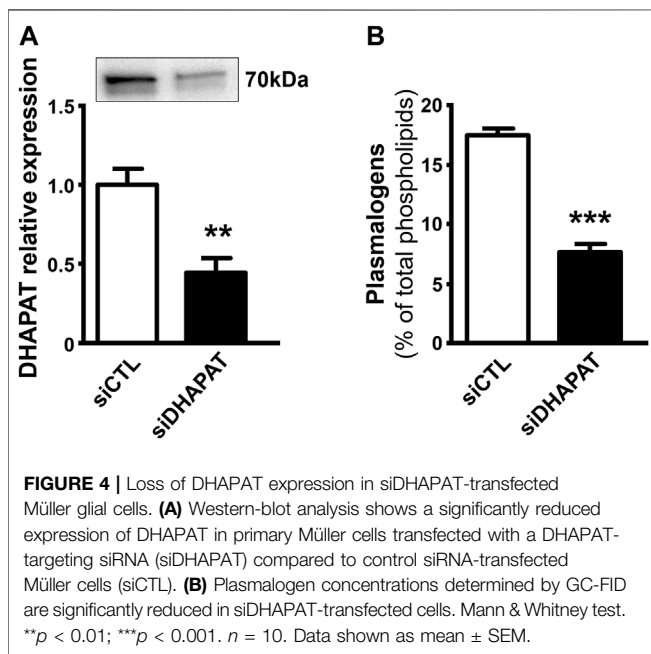 A
70kDa
DHAPAT relative expression
1.5
1.0
0.5
0
**
siCTL
siDHAPAT
B
Plasmalogens
(% of total phospholipids)
20
15
10
5
0
***
siCTL
siDHAPAT
FIGURE 4 | Loss of DHAPAT expression in siDHAPAT-transfected
Müller glial cells. (A) Western-blot analysis shows a significantly reduced
expression of DHAPAT in primary Müller cells transfected with a DHAPAT-
targeting siRNA (siDHAPAT) compared to control siRNA-transfected
Müller cells (siCTL). (B) Plasmalogen concentrations determined by GC-FID
are significantly reduced in siDHAPAT-transfected cells. Mann & Whitney test.
**p < 0.01; ***p < 0.001. n = 10. Data shown as mean ± SEM.